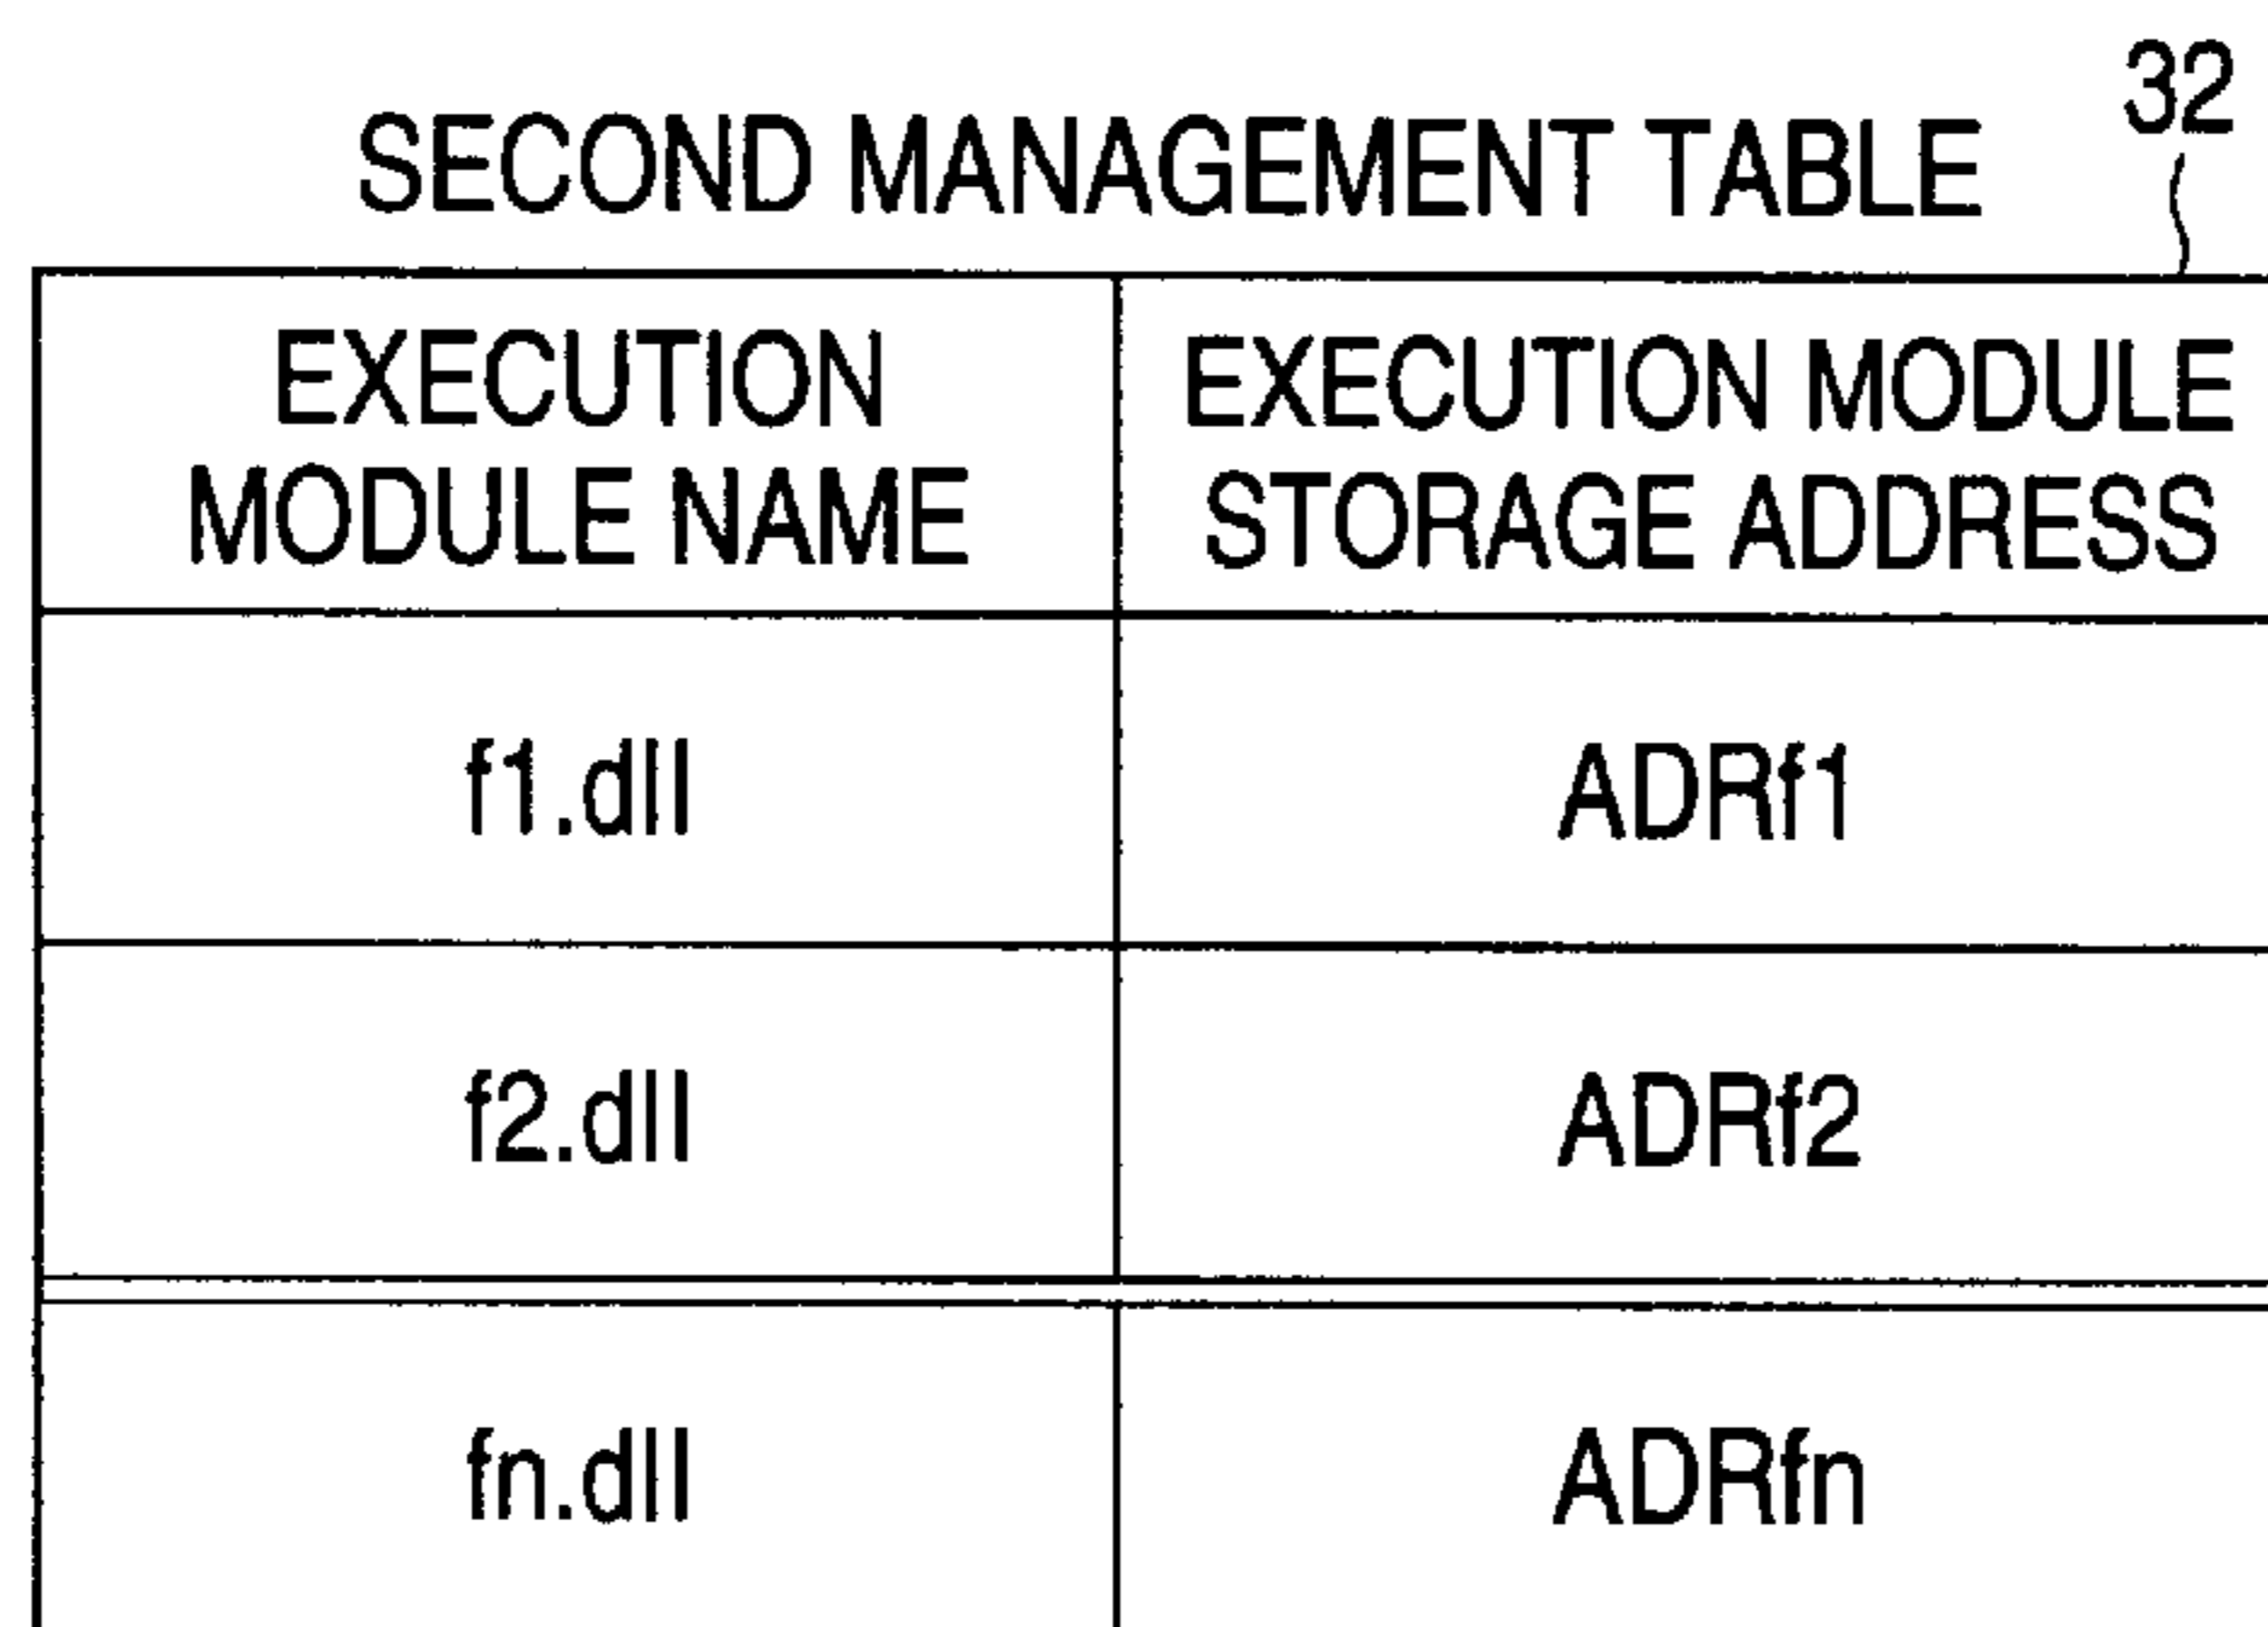 32
SECOND MANAGEMENT TABLE
EXECUTION
MODULE NAME
EXECUTION MODULE
STORAGE ADDRESS
f1.dll
ADRf1
f2.dll
ADRf2
fn.dll
ADRfn